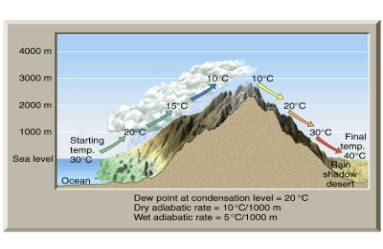 4000 m
3000 m
2000 m
1000 m
Sea level
Starting
temp.
30°C
20°C
15°C
10°C
10°C
20°C
30°C
Final
temp.
40°C
Rain
shadow
desert
Ocean
Dew point at condensation level = 20 °C
Dry adiabatic rate = 10°C/1000 m
Wet adiabatic rate = 5°C/1000 m